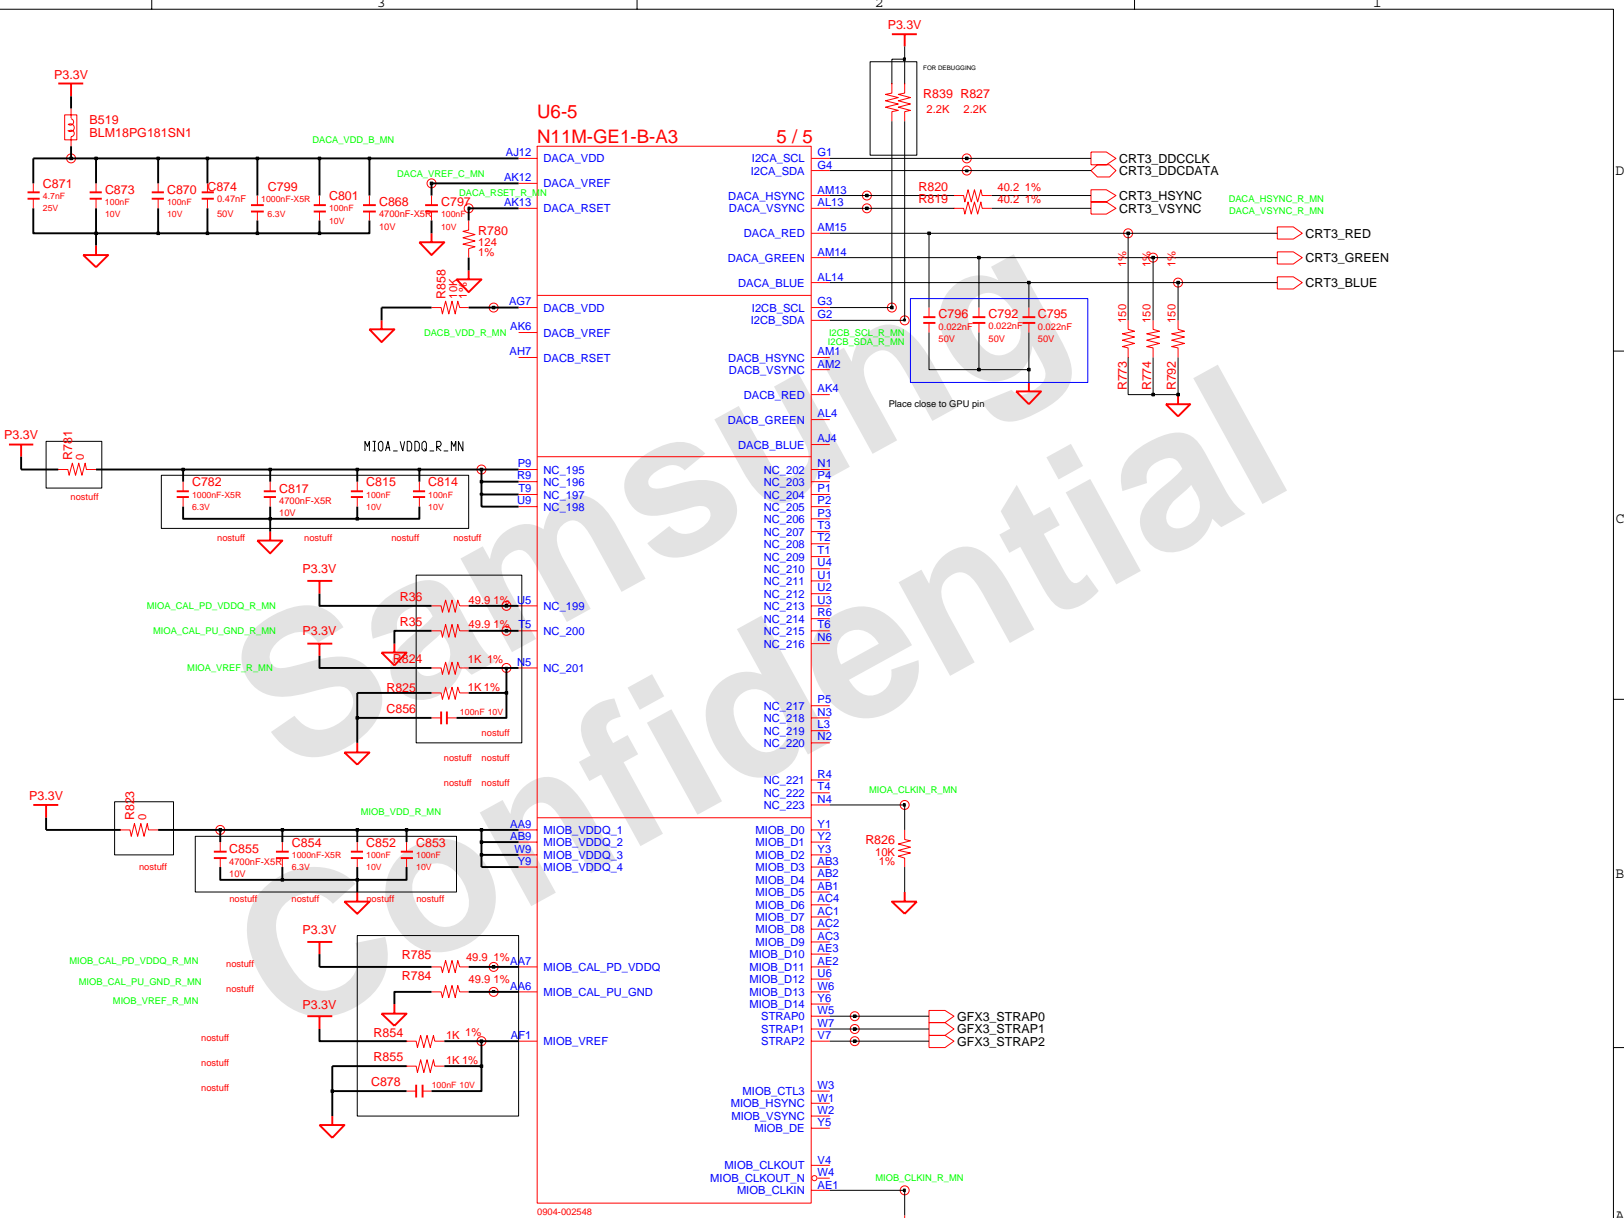 3
2
1
D
C
B
A
Samsung
Confidential
P3.3V
B519
BLM18PG181SN1
DACA_VDD_B_MN
C871
4.7nF
25V
C873
100nF
10V
C870
100nF
10V
C874
0.47nF
50V
C799
1000nF-X5R
6.3V
C801
100nF
10V
C868
4700nF-X5R
10V
DACA_VREF_C_MN
C797
100nF
10V
DACA_RSET_R_MN
R780
124
1%
R858
10K
1%
DACB_VDD_R_MN
U6-5
N11M-GE1-B-A3
5 / 5
AJ12 DACA_VDD
AK12 DACA_VREF
AK13 DACA_RSET
AG7 DACB_VDD
AK6 DACB_VREF
AH7 DACB_RSET
P9 NC_195
R9 NC_196
T9 NC_197
U9 NC_198
U5 NC_199
T5 NC_200
N5 NC_201
AA9 MIOB_VDDQ_1
AB9 MIOB_VDDQ_2
W9 MIOB_VDDQ_3
Y9 MIOB_VDDQ_4
AA7 MIOB_CAL_PD_VDDQ
AA6 MIOB_CAL_PU_GND
AF1 MIOB_VREF
I2CA_SCL G1
I2CA_SDA G4
DACA_HSYNC AM13
DACA_VSYNC AL13
DACA_RED AM15
DACA_GREEN AM14
DACA_BLUE AL14
I2CB_SCL G3
I2CB_SDA G2
DACB_HSYNC AM1
DACB_VSYNC AM2
DACB_RED AK4
DACB_GREEN AL4
DACB_BLUE AJ4
NC_202 N1
NC_203 P4
NC_204 P1
NC_205 P2
NC_206 P3
NC_207 T3
NC_208 T2
NC_209 T1
NC_210 U4
NC_211 U1
NC_212 U2
NC_213 U3
NC_214 R6
NC_215 T6
NC_216 N6
NC_217 P5
NC_218 N3
NC_219 L3
NC_220 N2
NC_221 R4
NC_222 T4
NC_223 N4
MIOB_D0 Y1
MIOB_D1 Y2
MIOB_D2 Y3
MIOB_D3 AB3
MIOB_D4 AB2
MIOB_D5 AB1
MIOB_D6 AC4
MIOB_D7 AC1
MIOB_D8 AC2
MIOB_D9 AC3
MIOB_D10 AE3
MIOB_D11 AE2
MIOB_D12 U6
MIOB_D13 W6
MIOB_D14 Y6
STRAP0 W5
STRAP1 W7
STRAP2 V7
MIOB_CTL3 W3
MIOB_HSYNC W1
MIOB_VSYNC W2
MIOB_DE Y5
MIOB_CLKOUT V4
MIOB_CLKOUT_N W4
MIOB_CLKIN AE1
0904-002548
P3.3V
FOR DEBUGGING
R839 R827
2.2K 2.2K
CRT3_DDCCLK
CRT3_DDCDATA
R820 40.2 1%
R819 40.2 1%
CRT3_HSYNC
CRT3_VSYNC
DACA_HSYNC_R_MN
DACA_VSYNC_R_MN
CRT3_RED
CRT3_GREEN
CRT3_BLUE
I2CB_SCL_R_MN
I2CB_SDA_R_MN
C796
0.022nF
50V
C792
0.022nF
50V
C795
0.022nF
50V
Place close to GPU pin
1%
150
R773
1%
150
R774
1%
150
R792
P3.3V
R781
0
nostuff
MIOA_VDDQ_R_MN
C782
1000nF-X5R
6.3V
C817
4700nF-X5R
10V
C815
100nF
10V
C814
100nF
10V
nostuff nostuff nostuff nostuff
P3.3V
MIOA_CAL_PD_VDDQ_R_MN
R36 49.9 1%
MIOA_CAL_PU_GND_R_MN
R35 49.9 1%
P3.3V
MIOA_VREF_R_MN
R824 1K 1%
R825 1K 1%
C856 100nF 10V
nostuff
nostuff nostuff
nostuff nostuff
P3.3V
R823
0
nostuff
MIOB_VDD_R_MN
C855
4700nF-X5R
10V
C854
1000nF-X5R
6.3V
C852
100nF
10V
C853
100nF
10V
nostuff nostuff nostuff nostuff
P3.3V
MIOB_CAL_PD_VDDQ_R_MN
nostuff
R785 49.9 1%
MIOB_CAL_PU_GND_R_MN
nostuff
R784 49.9 1%
MIOB_VREF_R_MN
P3.3V
nostuff
R854 1K 1%
nostuff
R855 1K 1%
nostuff
C878 100nF 10V
MIOA_CLKIN_R_MN
R826
10K
1%
GFX3_STRAP0
GFX3_STRAP1
GFX3_STRAP2
MIOB_CLKIN_R_MN